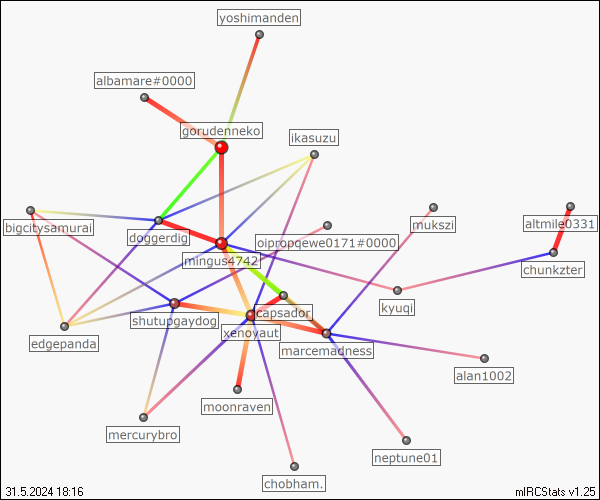 yoshimanden
albamare#0000
gorudenneko
ikasuzu
bigcitysamurai
doggerdig
oipropqewe0171#0000
mukszi
altmile0331
mingus4742
chunkzter
shutupgaydog
capsador
kyuqi
xenoyaut
edgepanda
marcemadness
alan1002
moonraven
mercurybro
neptune01
chobham.
31.5.2024 18:16
mIRCStats v1.25